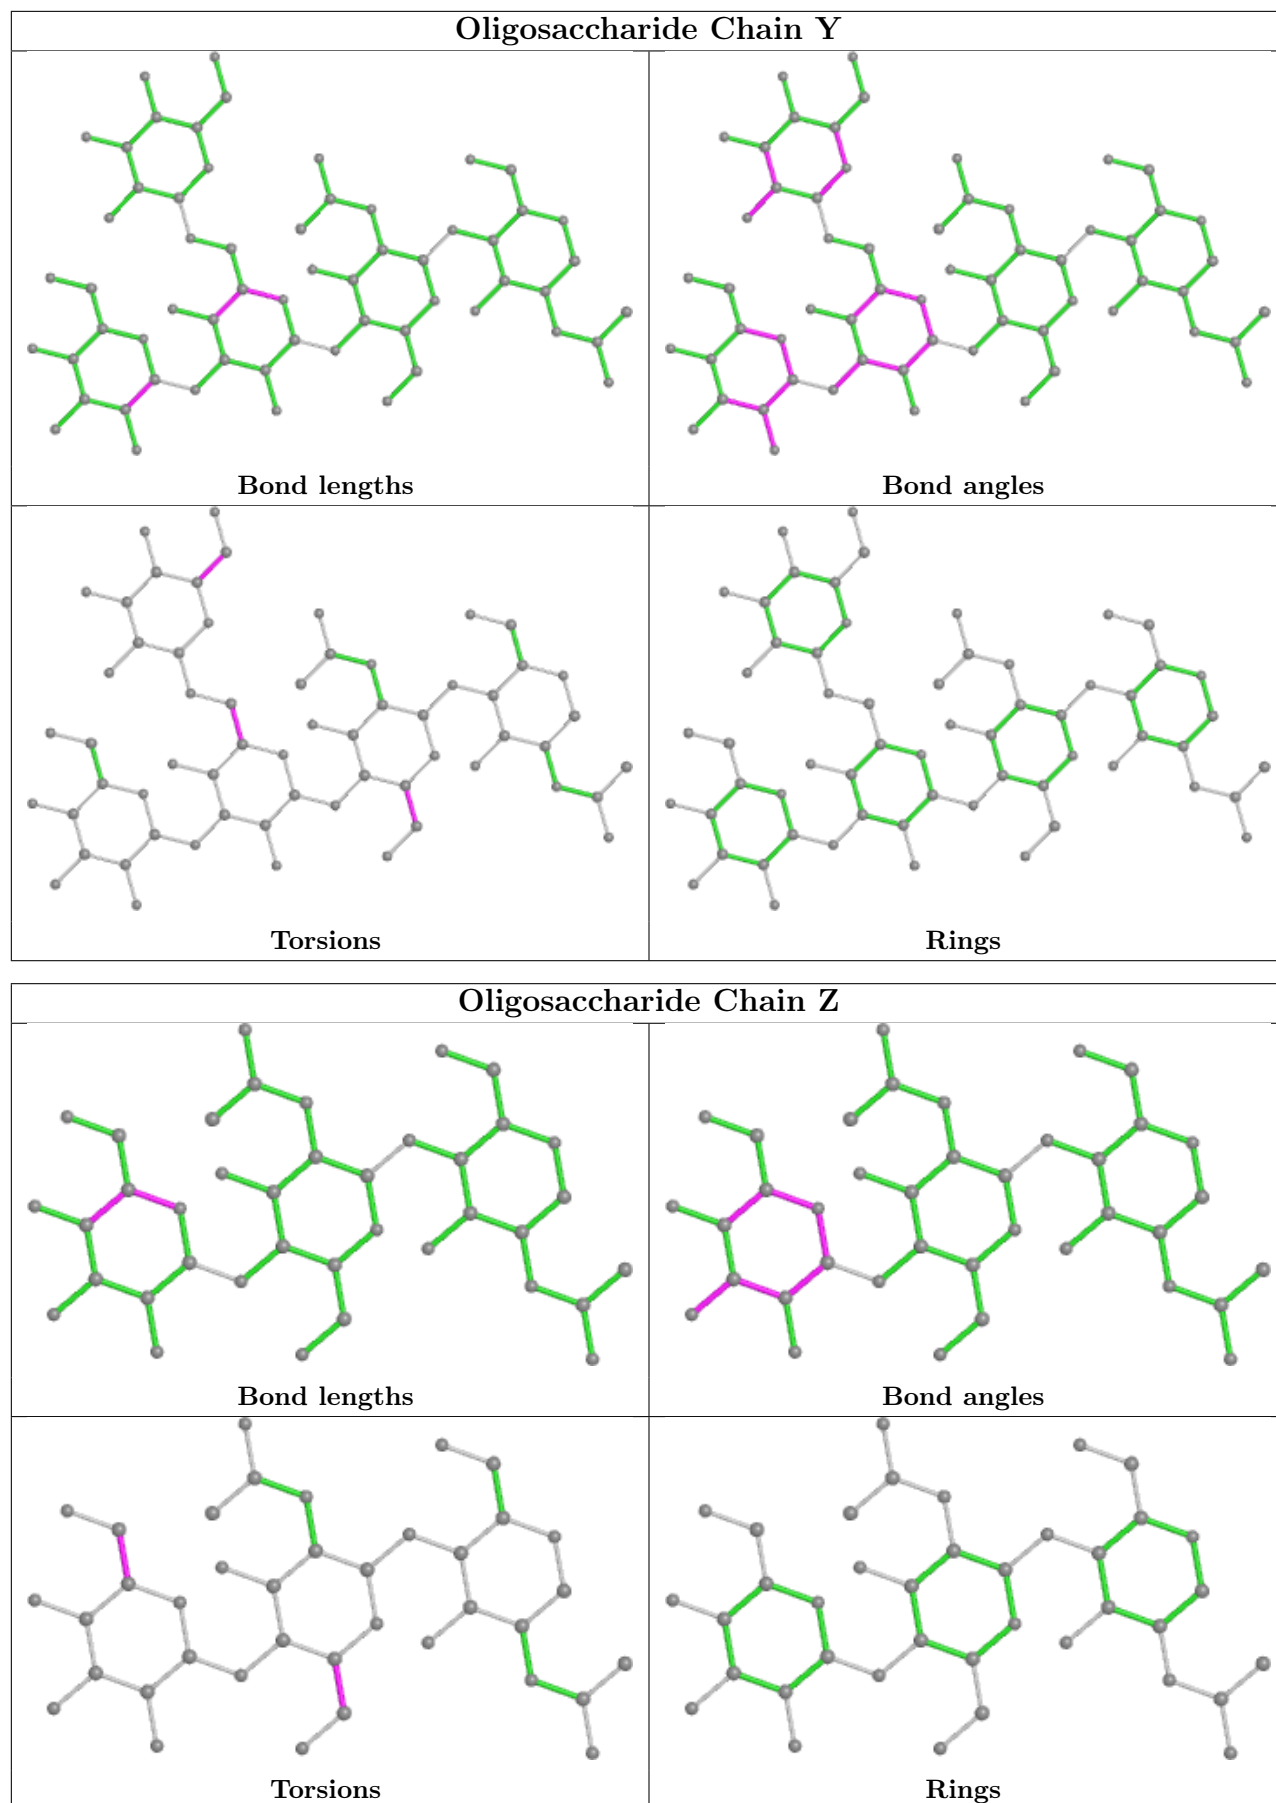 Oligosaccharide Chain Y
Bond lengths
Bond angles
Torsions
Rings
Oligosaccharide Chain Z
Bond lengths
Bond angles
Torsions
Rings